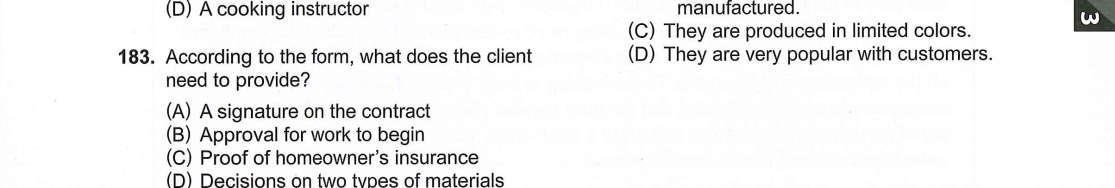 (D) A cooking instructor
183. According to the form, what does the client
need to provide?
(A) A signature on the contract
(B) Approval for work to begin
(C) Proof of homeowner's insurance
(D) Decisions on two types of materials
manufactured.
(C) They are produced in limited colors.
(D) They are very popular with customers.
3